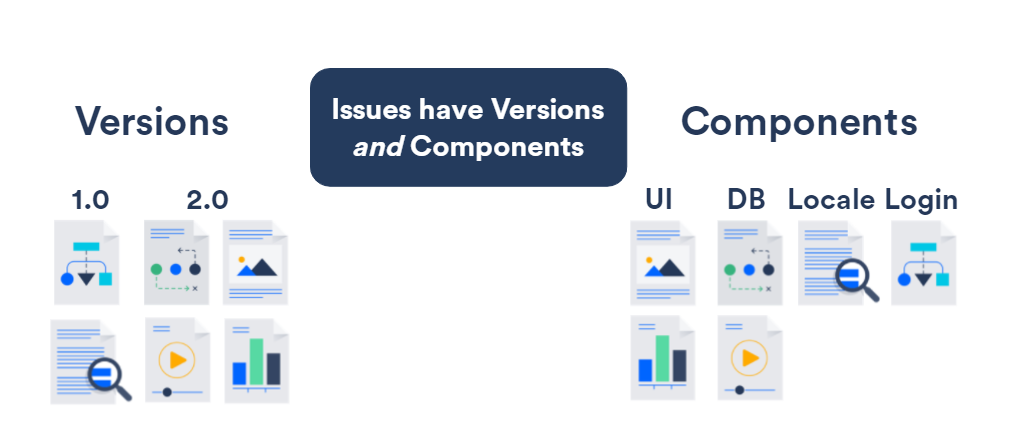 Issues have Versions
and Components
Versions
Components
1.0
2.0
UI
DB
Locale
Login